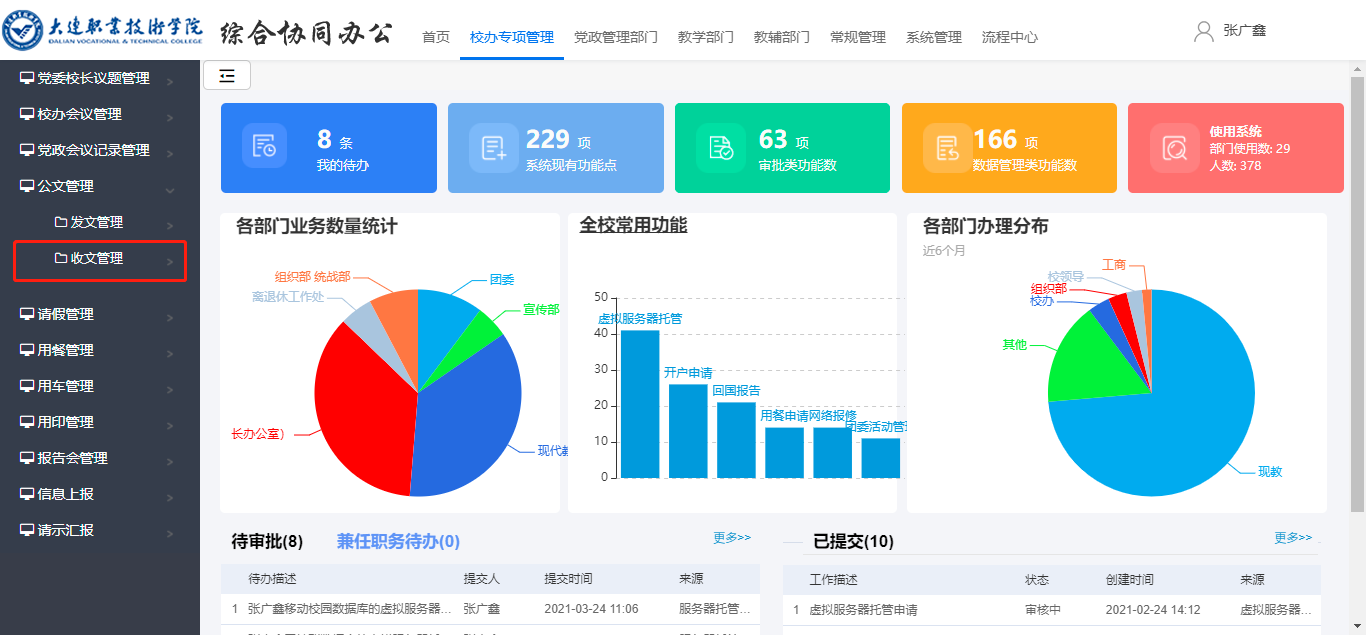 大连职业技术学院
DALIAN VOCATIONAL & TECHNICAL COLLEGE
综合协同办公
首页 校办专项管理 党政管理部门 教学部门 教辅部门 常规管理 系统管理 流程中心
张广鑫
党委校长议题管理
校办会议管理
党政会议记录管理
公文管理
发文管理
收文管理
请假管理
用餐管理
用车管理
用印管理
报告会管理
信息上报
请示汇报
8 条
我的待办
229 项
系统现有功能点
63 项
审批类功能数
166 项
数据管理类功能数
使用系统
部门使用数: 29
人数: 378
各部门业务数量统计
组织部 统战部
团委
离退休工作处
宣传部
长办公室）
现代教
全校常用功能
50
40
30
20
10
0
虚拟服务器托管
开户申请
回国报告
用餐申请
网络报修
团委活动管理
各部门办理分布
近6个月
工商
校领导
组织部
校办
其他
现教
待审批(8) 兼任职务待办(0) 更多>>
待办描述 提交人 提交时间 来源
1 张广鑫移动校园数据库的虚拟服务器... 张广鑫 2021-03-24 11:06 服务器托管...
已提交(10) 更多>>
工作描述 状态 创建时间 来源
1 虚拟服务器托管申请 审核中 2021-02-24 14:12 虚拟服务器...